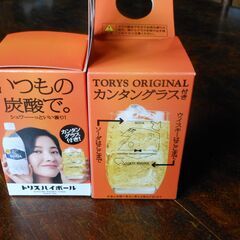 いつもの
炭酸で。
シュワーーっといい香り!
カンタン
グラス
付き!
トリスハイボール
TORYS ORIGINAL
カンタングラス付き
ソーダはここまで
ウイスキーはここまで